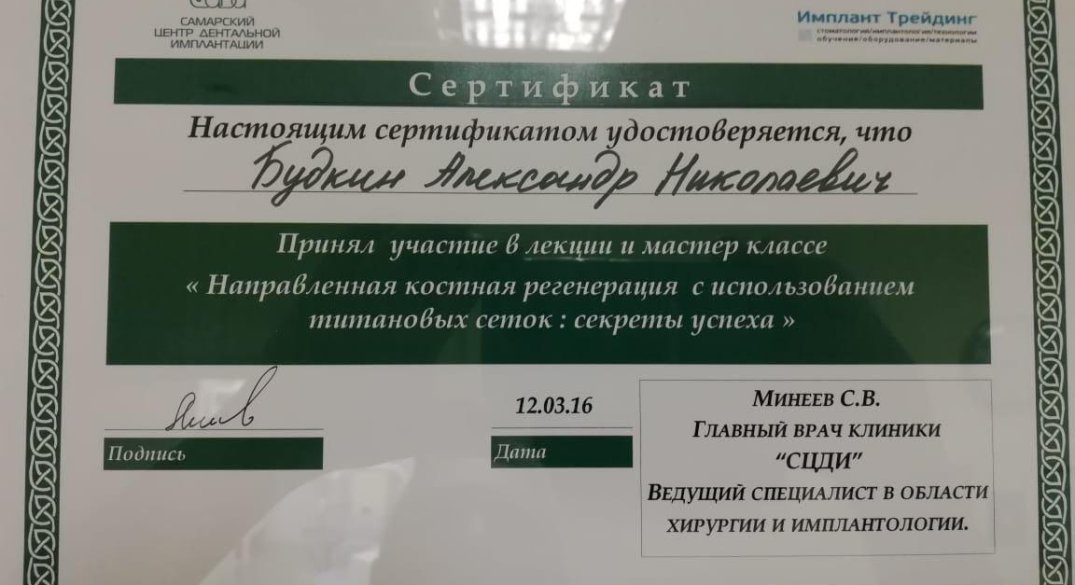 САМАРСКИЙ
ЦЕНТР ДЕНТАЛЬНОЙ
ИМПЛАНТАЦИИ
Имплант Трейдинг
стоматология/имплантология/технологии
обучение/оборудование/материалы
Сертификат
Настоящим сертификатом удостоверяется, что
Будкин Александр Николаевич
Принял участие в лекции и мастер классе
« Направленная костная регенерация с использованием
титановых сеток : секреты успеха »
Подпись
12.03.16
Дата
Минеев С.В.
Главный врач клиники
“СЦДИ”
Ведущий специалист в области
хирургии и имплантологии.